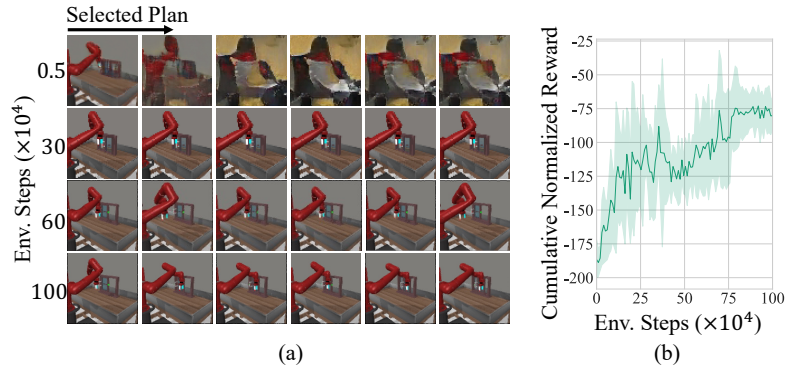 Selected Plan
Env. Steps (×10⁴)
0.5
30
60
100
(a)
Cumulative Normalized Reward
-25
-50
-75
-100
-125
-150
-175
-200
0
25
50
75
100
Env. Steps (×10⁴)
(b)